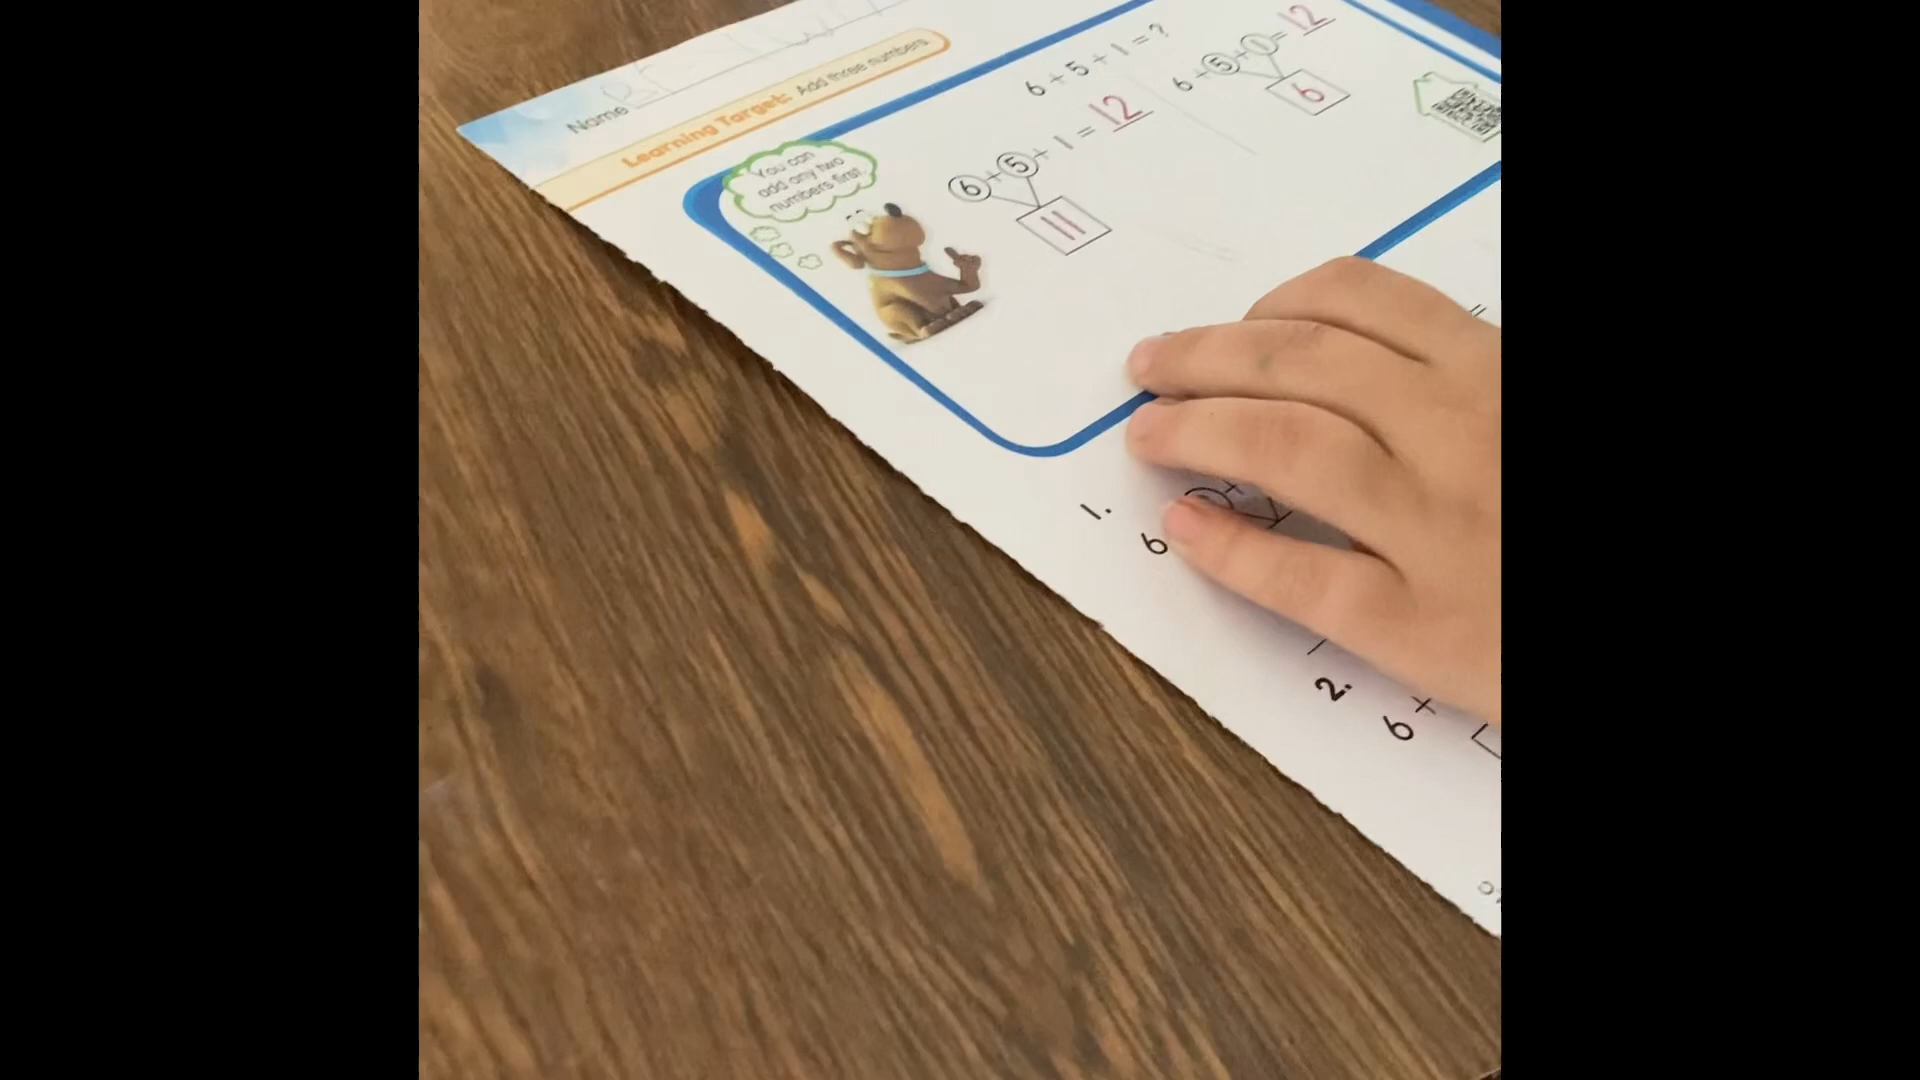 Name
Learning Target: Add three numbers.
You can
add any two
numbers first.
6 + 5 + 1 = ?
6 + 5 + 1 = 12
11
6 + 5 + 1 = 12
6
=
1.
6
2.
6 +